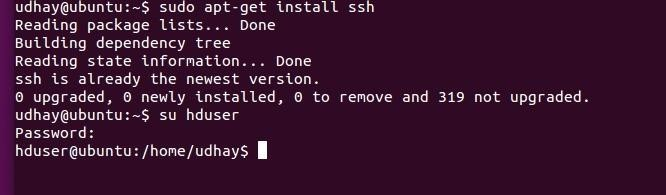 udhay@ubuntu:~$ sudo apt-get install ssh
Reading package lists... Done
Building dependency tree
Reading state information... Done
ssh is already the newest version.
0 upgraded, 0 newly installed, 0 to remove and 319 not upgraded.
udhay@ubuntu:~$ su hduser
Password:
hduser@ubuntu:/home/udhay$